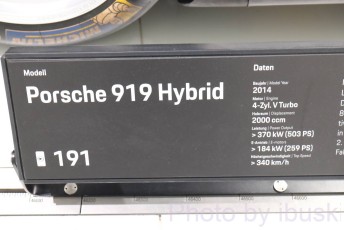 MICHELIN
Modell
Porsche 919 Hybrid
191
Daten
Baujahr | Model Year
2014
Motor | Engine
4-Zyl. V Turbo
Hubraum | Displacement
2000 ccm
Leistung | Power Output
> 370 kW (503 PS)
E-Antrieb | E-motors
> 184 kW (259 PS)
Höchstgeschwindigkeit | Top Speed
> 340 km/h
Photo by ibusk